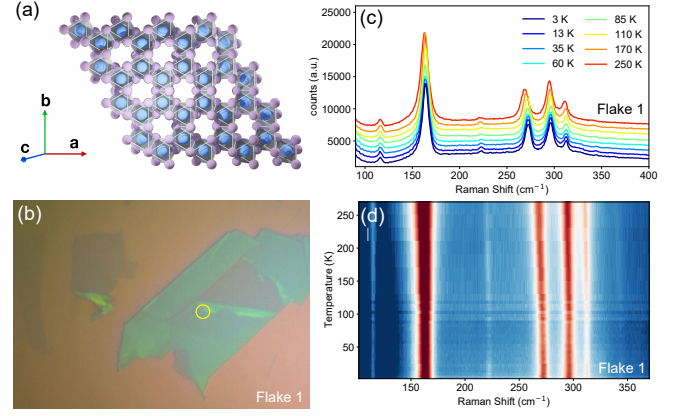 (a)
b
c
a
(b)
Flake 1
(c)
25000
20000
15000
10000
5000
counts (a.u.)
3 K
13 K
35 K
60 K
85 K
110 K
170 K
250 K
Flake 1
100
150
200
250
300
350
400
Raman Shift (cm⁻¹)
(d)
250
200
150
100
50
Temperature (K)
Flake 1
150
200
250
300
350
Raman Shift (cm⁻¹)